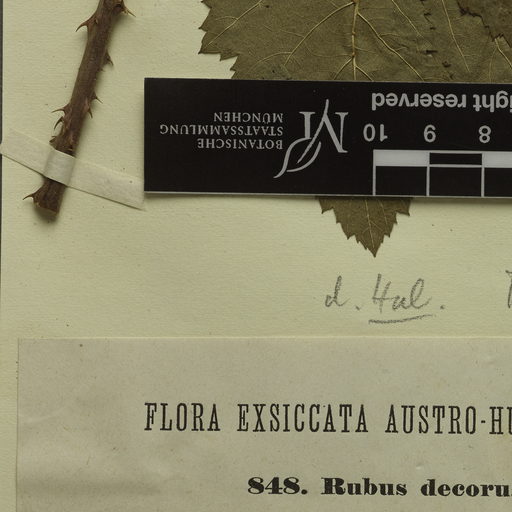 ight reserved
10 9 8
BOTANISCHE
STAATSSAMMLUNG
MÜNCHEN
M
d. Hal.
FLORA EXSICCATA AUSTRO-HU
848. Rubus decoru